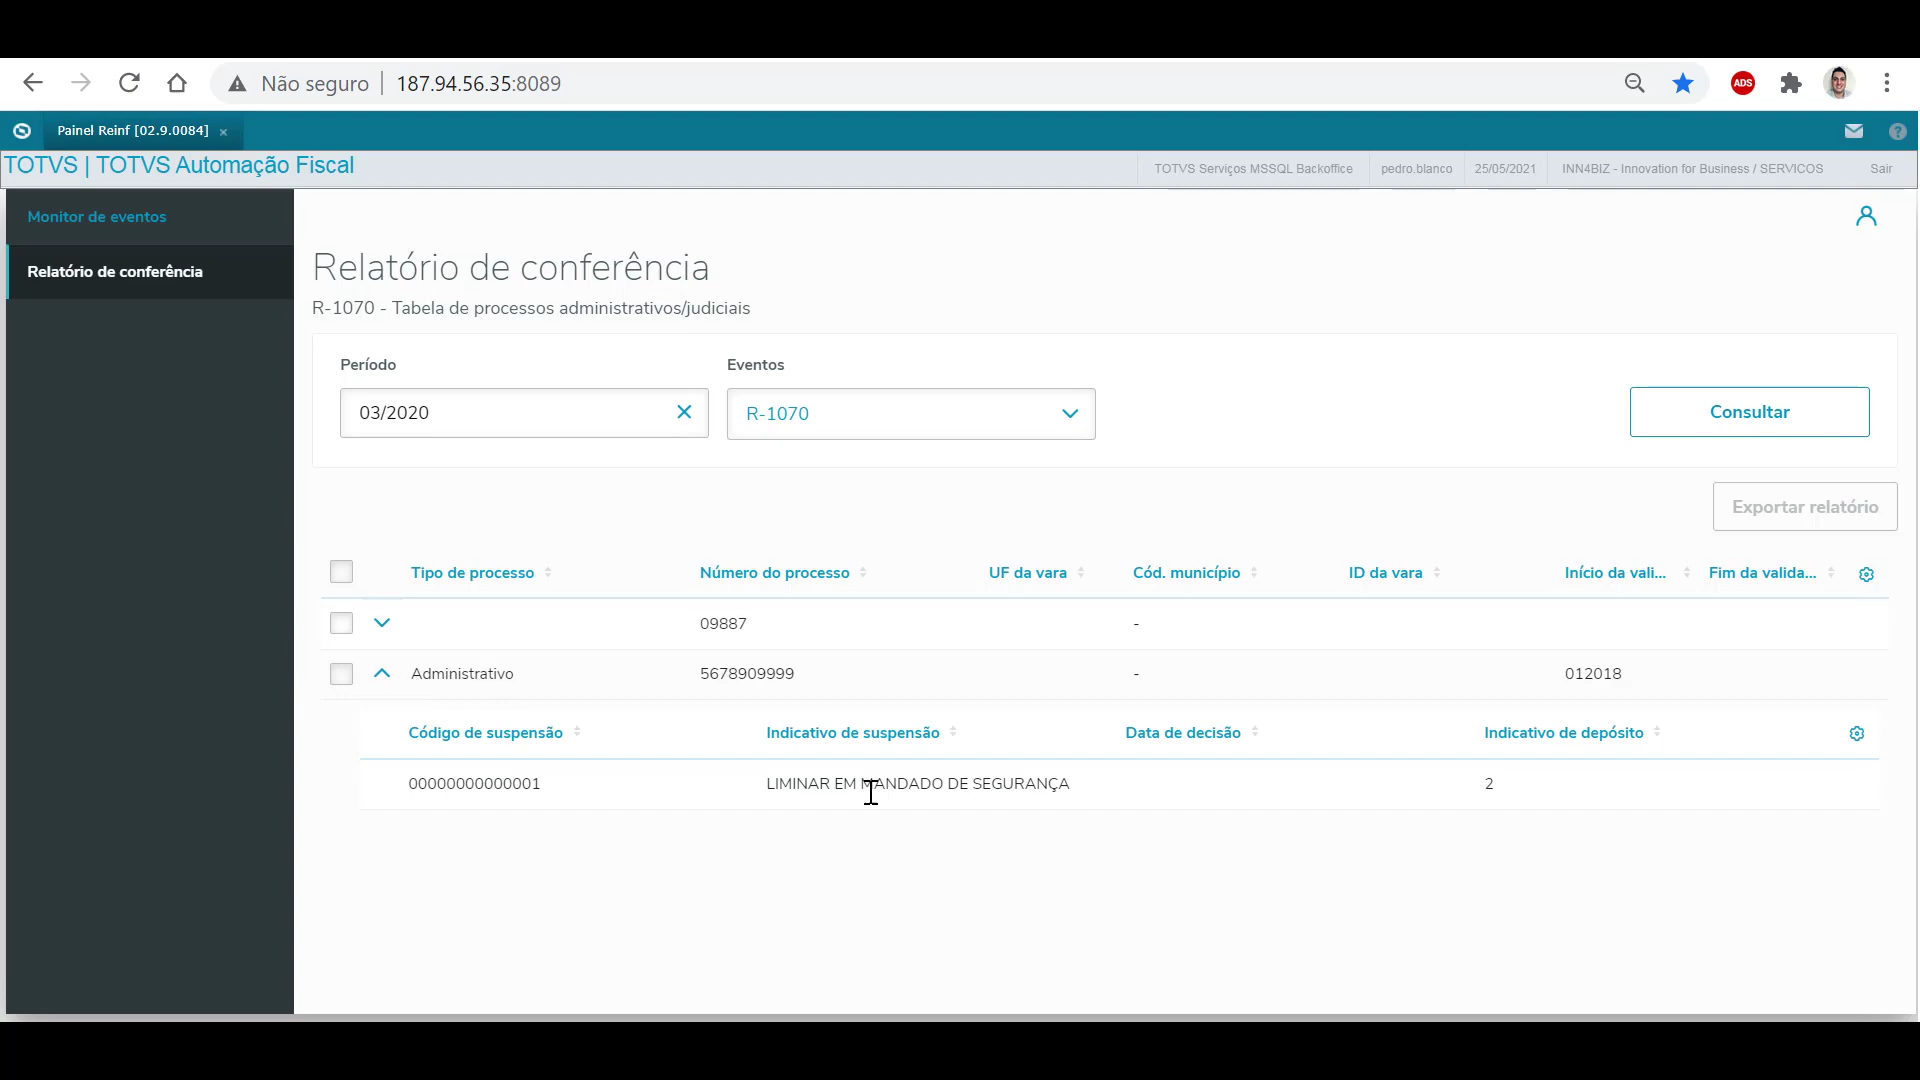 Não seguro | 187.94.56.35:8089
ADS
Painel Reinf [02.9.0084] ×
TOTVS | TOTVS Automação Fiscal
TOTVS Serviços MSSQL Backoffice pedro.blanco 25/05/2021 INN4BIZ - Innovation for Business / SERVICOS Sair
Monitor de eventos
Relatório de conferência
Relatório de conferência
R-1070 - Tabela de processos administrativos/judiciais
Período Eventos
03/2020 R-1070 Consultar
Exportar relatório
Tipo de processo Número do processo UF da vara Cód. município ID da vara Início da vali... Fim da valida...
09887 -
Administrativo 5678909999 - 012018
Código de suspensão Indicativo de suspensão Data de decisão Indicativo de depósito
00000000000001 LIMINAR EM MANDADO DE SEGURANÇA 2